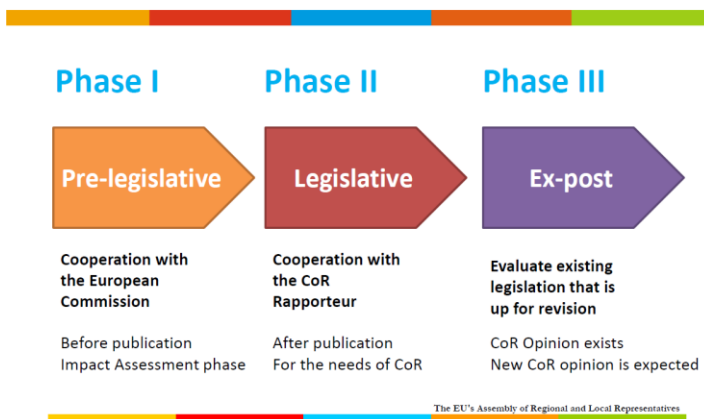 Phase I
Phase II
Phase III
Pre-legislative
Legislative
Ex-post
Cooperation with
the European
Commission
Before publication
Impact Assessment phase
Cooperation with
the CoR
Rapporteur
After publication
For the needs of CoR
Evaluate existing
legislation that is
up for revision
CoR Opinion exists
New CoR opinion is expected
The EU's Assembly of Regional and Local Representatives